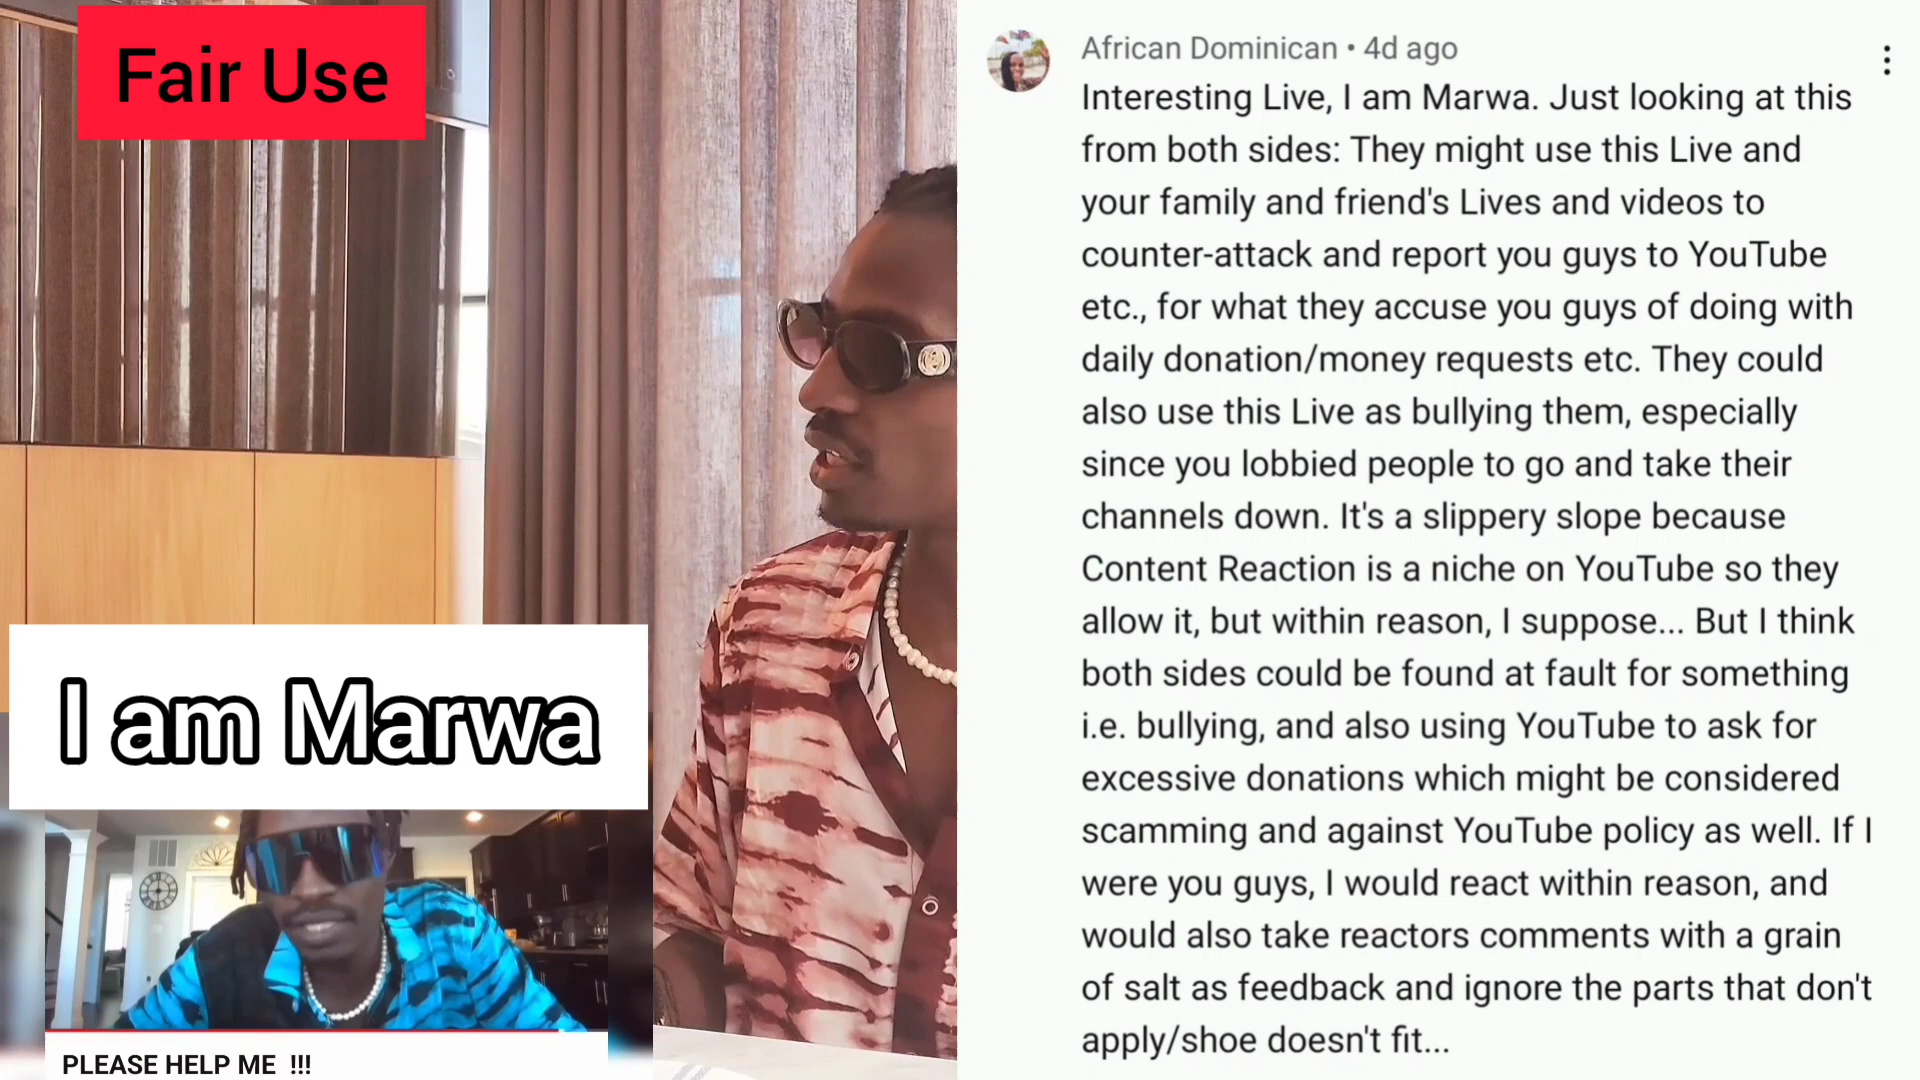 Fair Use
I am Marwa
PLEASE HELP ME !!!
African Dominican • 4d ago
Interesting Live, I am Marwa. Just looking at this
from both sides: They might use this Live and
your family and friend's Lives and videos to
counter-attack and report you guys to YouTube
etc., for what they accuse you guys of doing with
daily donation/money requests etc. They could
also use this Live as bullying them, especially
since you lobbied people to go and take their
channels down. It's a slippery slope because
Content Reaction is a niche on YouTube so they
allow it, but within reason, I suppose... But I think
both sides could be found at fault for something
i.e. bullying, and also using YouTube to ask for
excessive donations which might be considered
scamming and against YouTube policy as well. If I
were you guys, I would react within reason, and
would also take reactors comments with a grain
of salt as feedback and ignore the parts that don't
apply/shoe doesn't fit...